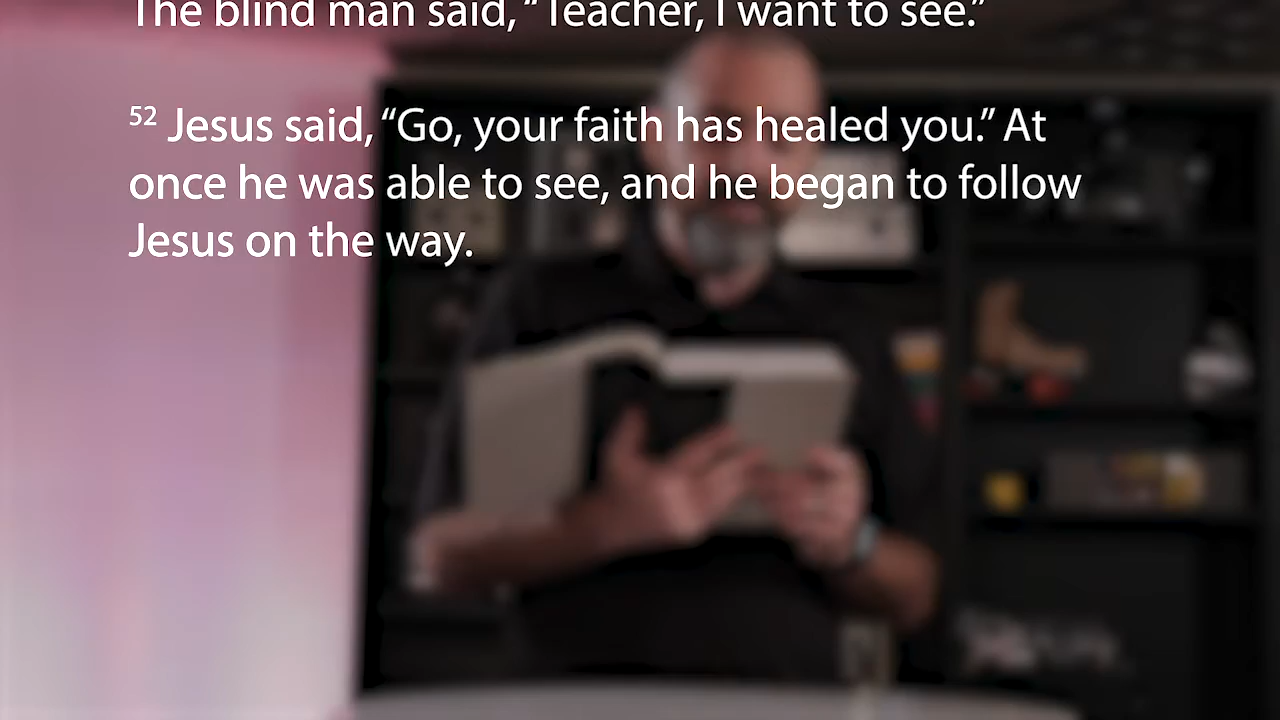 The blind man said, “Teacher, I want to see.”
52 Jesus said, “Go, your faith has healed you.” At
once he was able to see, and he began to follow
Jesus on the way.